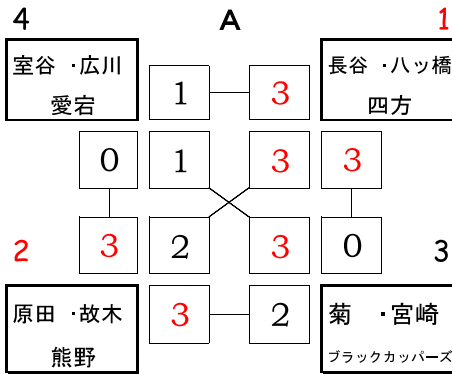 4 A 1
室谷 ・広川
愛宕
長谷 ・八ッ橋
四方
1 3
0 1 3 3
3 2 3 0
2 3
原田 ・故木
熊野
菊 ・宮崎
ブラックカッパーズ
3 2